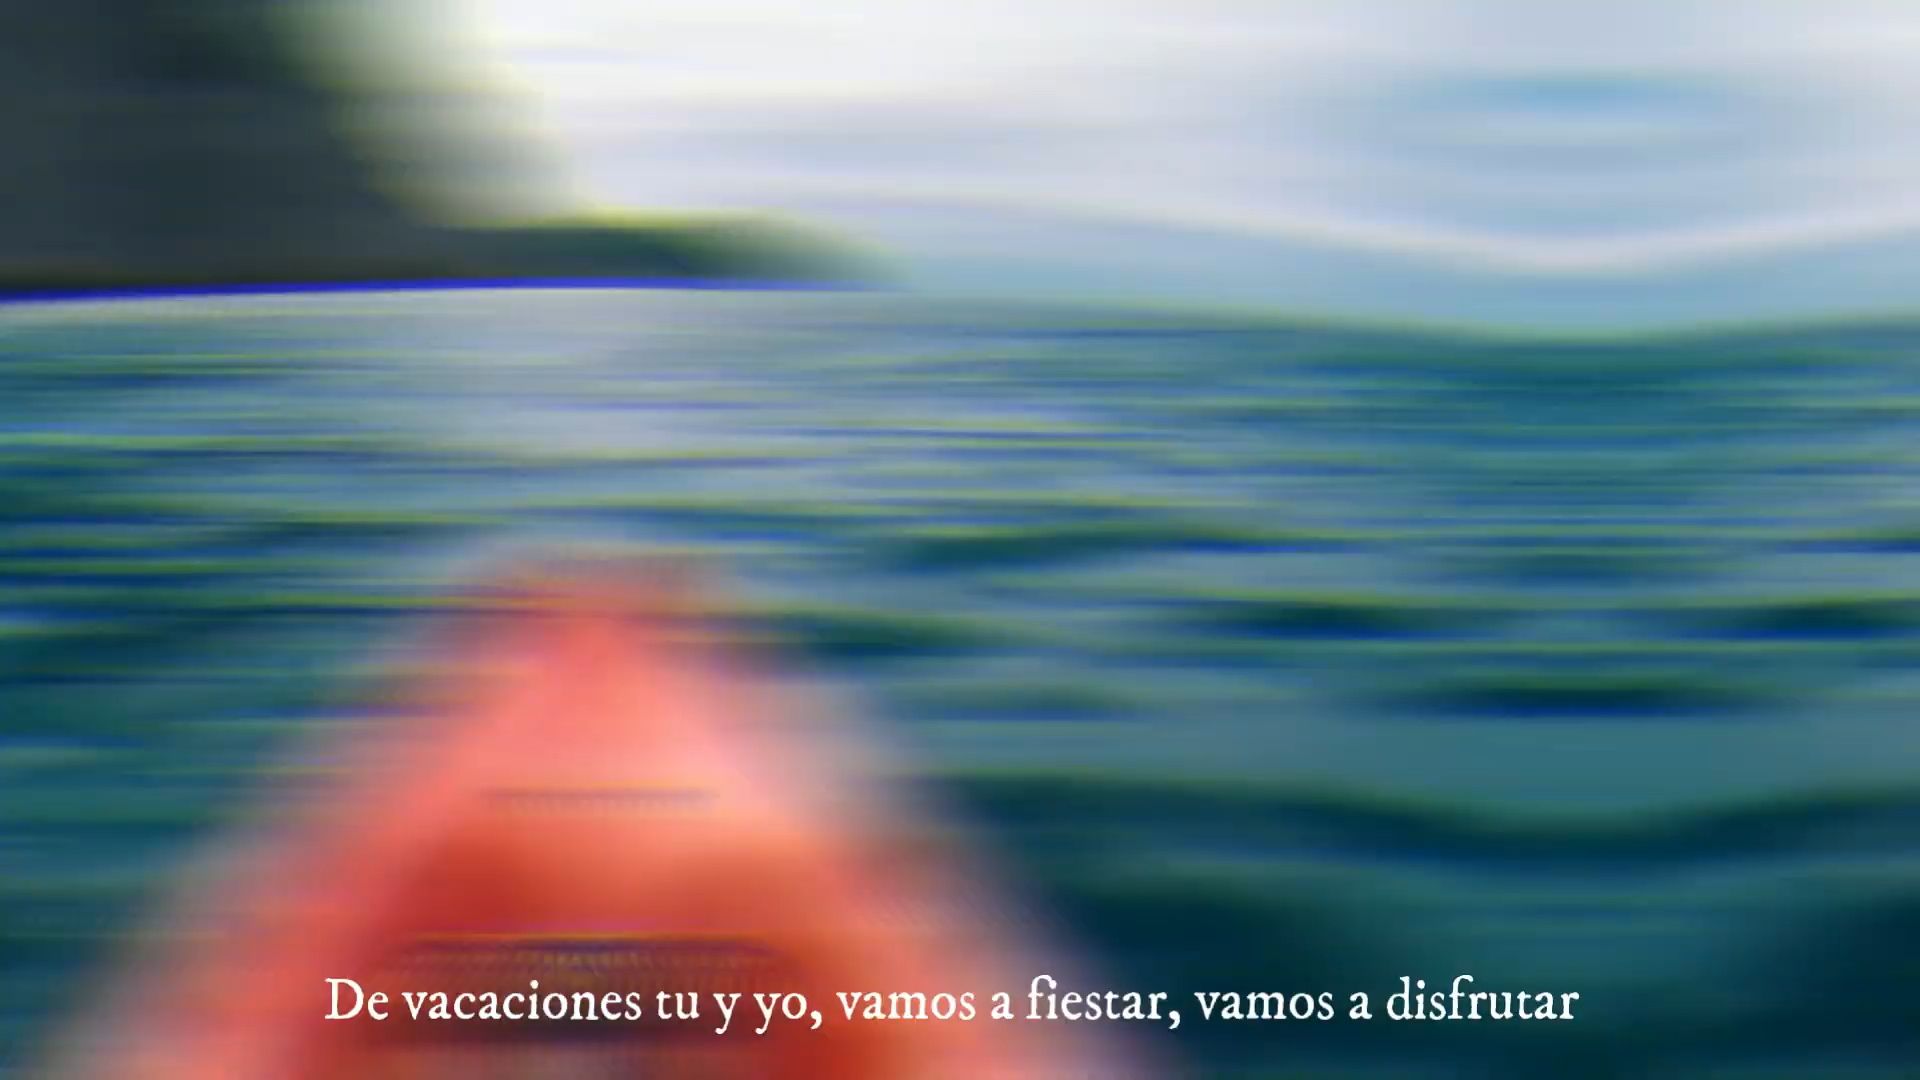 De vacaciones tu y yo, vamos a fiestar, vamos a disfrutar